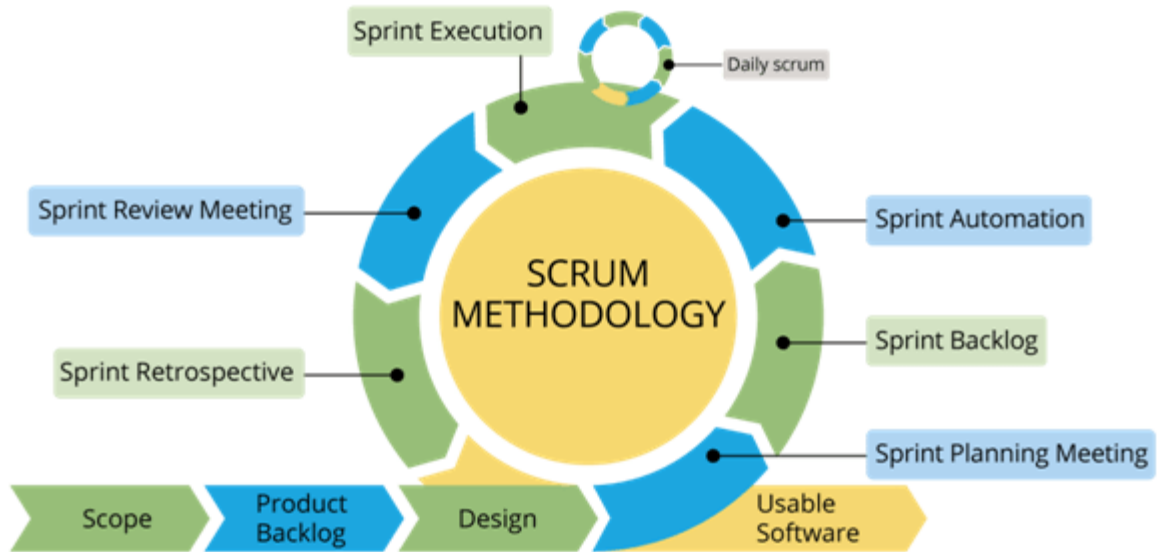 Sprint Execution
Daily scrum
Sprint Review Meeting
Sprint Automation
SCRUM
METHODOLOGY
Sprint Backlog
Sprint Retrospective
Sprint Planning Meeting
Scope
Product
Backlog
Design
Usable
Software